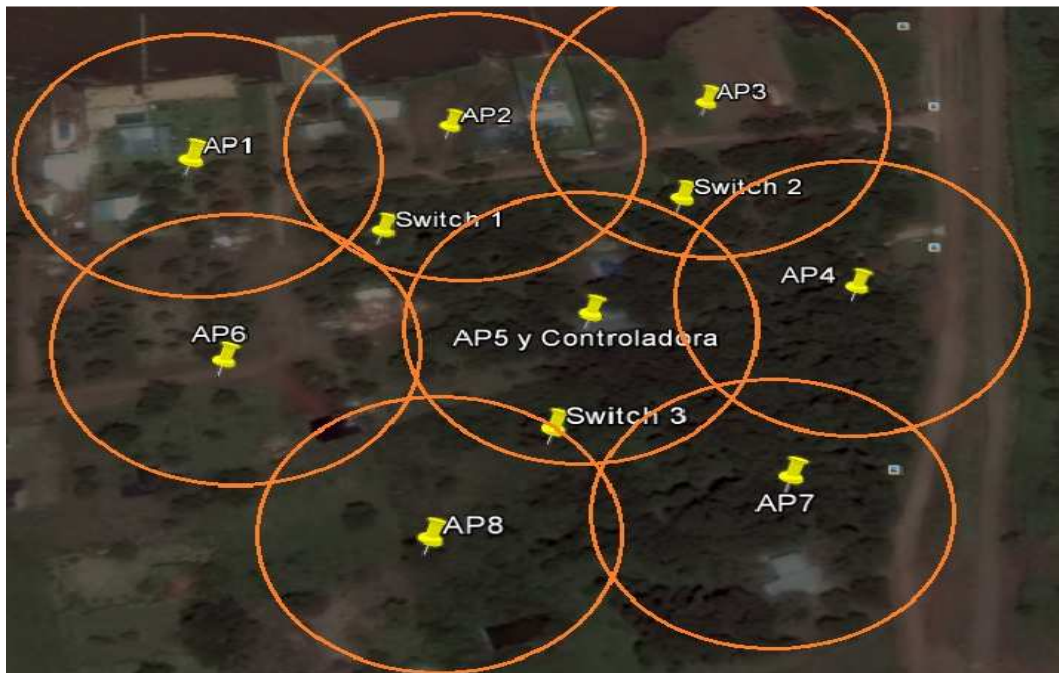 AP3
AP2
AP1
Switch 2
Switch 1
AP4
AP6
AP5 y Controladora
Switch 3
AP7
AP8